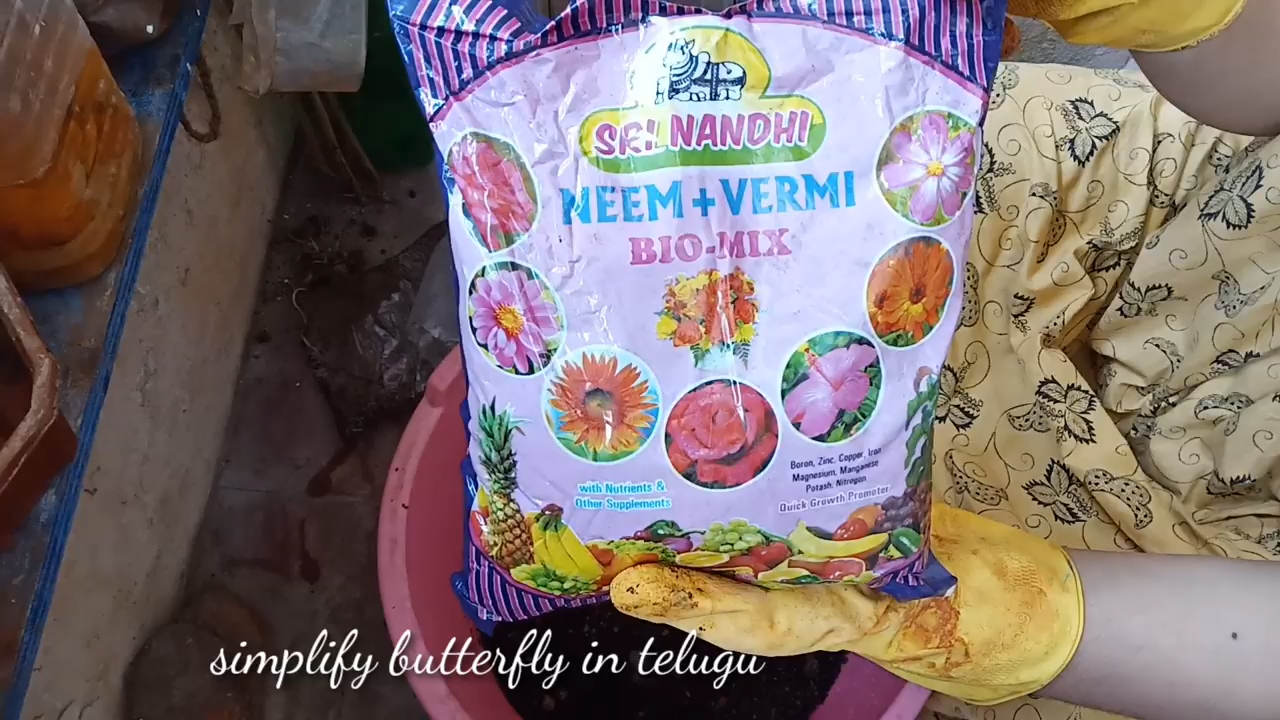 SRI NANDHI
NEEM + VERMI
BIO-MIX
with Nutrients &
Other Supplements
Boron, Zinc, Copper, Iron
Magnesium, Manganese
Potash, Nitrogen
Quick Growth Promoter
simplify butterfly in telugu